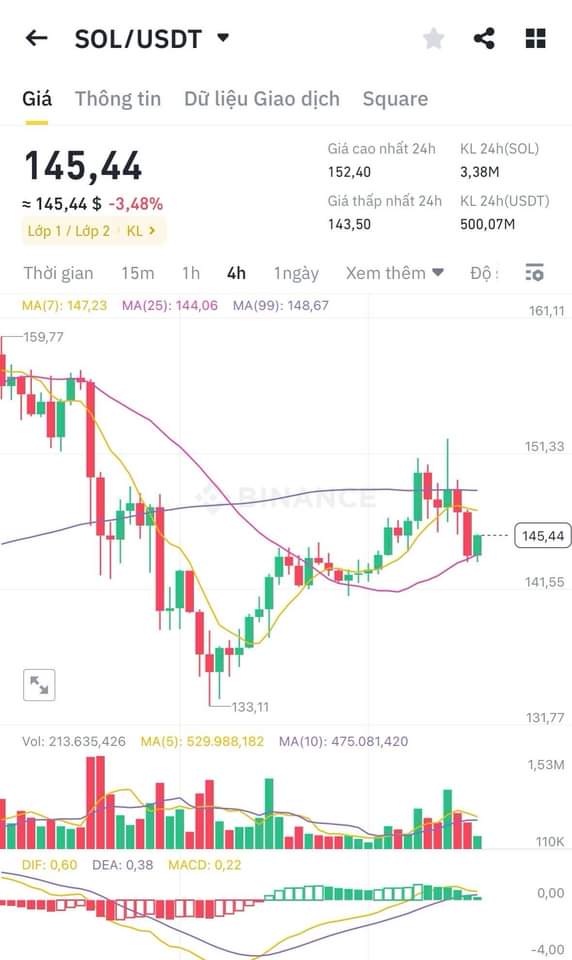 SOL/USDT
Giá Thông tin Dữ liệu Giao dịch Square
145,44
≈ 145,44 $ -3,48%
Lớp 1 / Lớp 2 · KL
Giá cao nhất 24h KL 24h(SOL)
152,40 3,38M
Giá thấp nhất 24h KL 24h(USDT)
143,50 500,07M
Thời gian 15m 1h 4h 1ngày Xem thêm Độ
MA(7): 147,23 MA(25): 144,06 MA(99): 148,67
161,11
159,77
151,33
BINANCE
145,44
141,55
133,11
131,77
Vol: 213.635,426 MA(5): 529.988,182 MA(10): 475.081,420
1,53M
110K
DIF: 0,60 DEA: 0,38 MACD: 0,22
0,00
-4,00